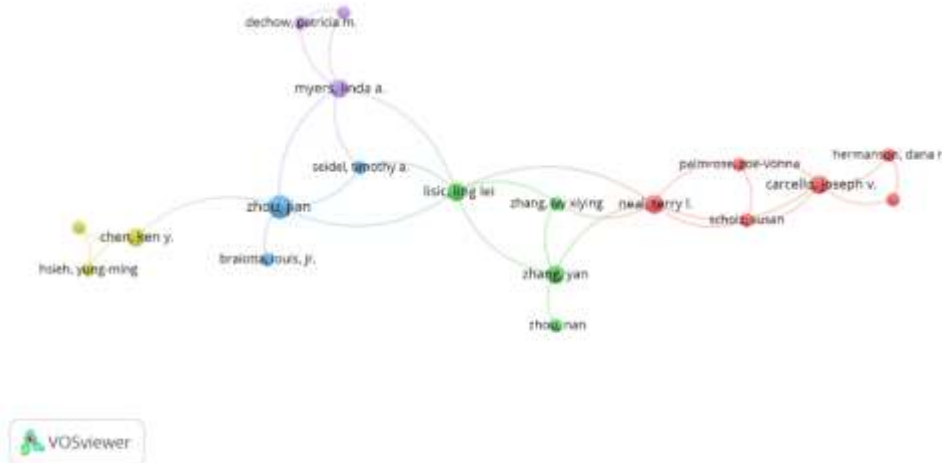 dechow, patricia m.
myers, linda a.
seidel, timothy a.
palmrose, zoe-vonna
hermanson, dana r
carcello, joseph v.
lisic, ling lei
zhang, ivy xiying
neal, terry l.
scholz, susan
zhou, jian
chen, ken y.
braiotta, louis, jr.
hsieh, yung-ming
zhang, yan
zhou, nan
VOSviewer